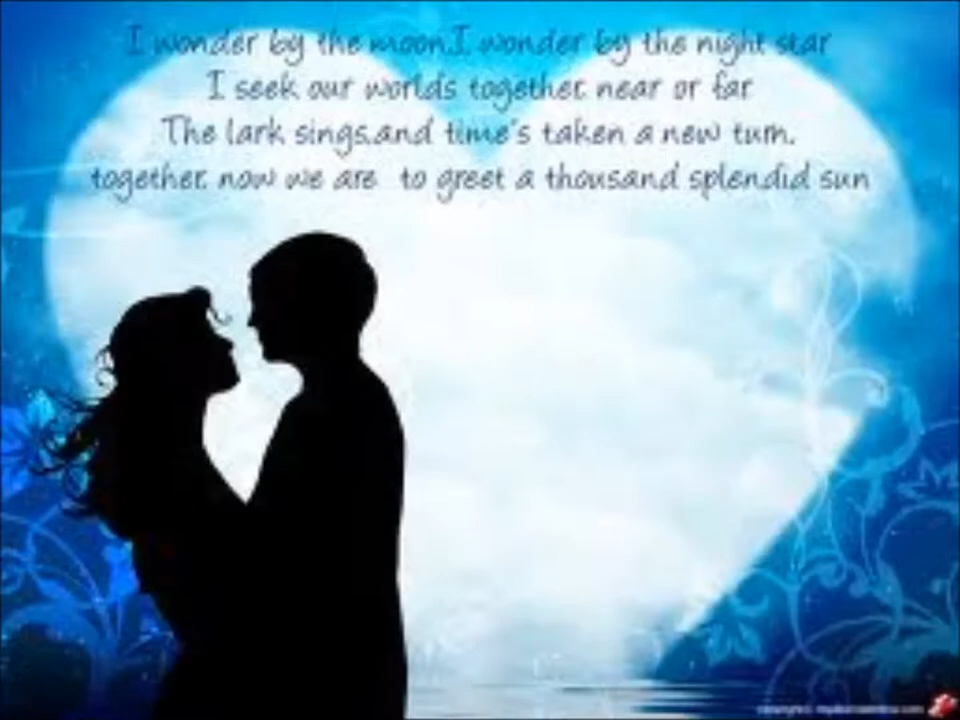 I wonder by the moon,I wonder by the night star
I seek our worlds together, near or far
The lark sings,and time's taken a new turn,
together, now we are to greet a thousand splendid sun